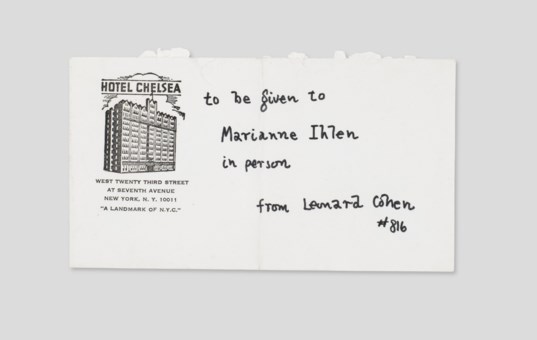 HOTEL CHELSEA
WEST TWENTY THIRD STREET
AT SEVENTH AVENUE
NEW YORK, N. Y. 10011
"A LANDMARK OF N.Y.C."
to be given to
Marianne Ihlen
in person
from Leonard Cohen
#816